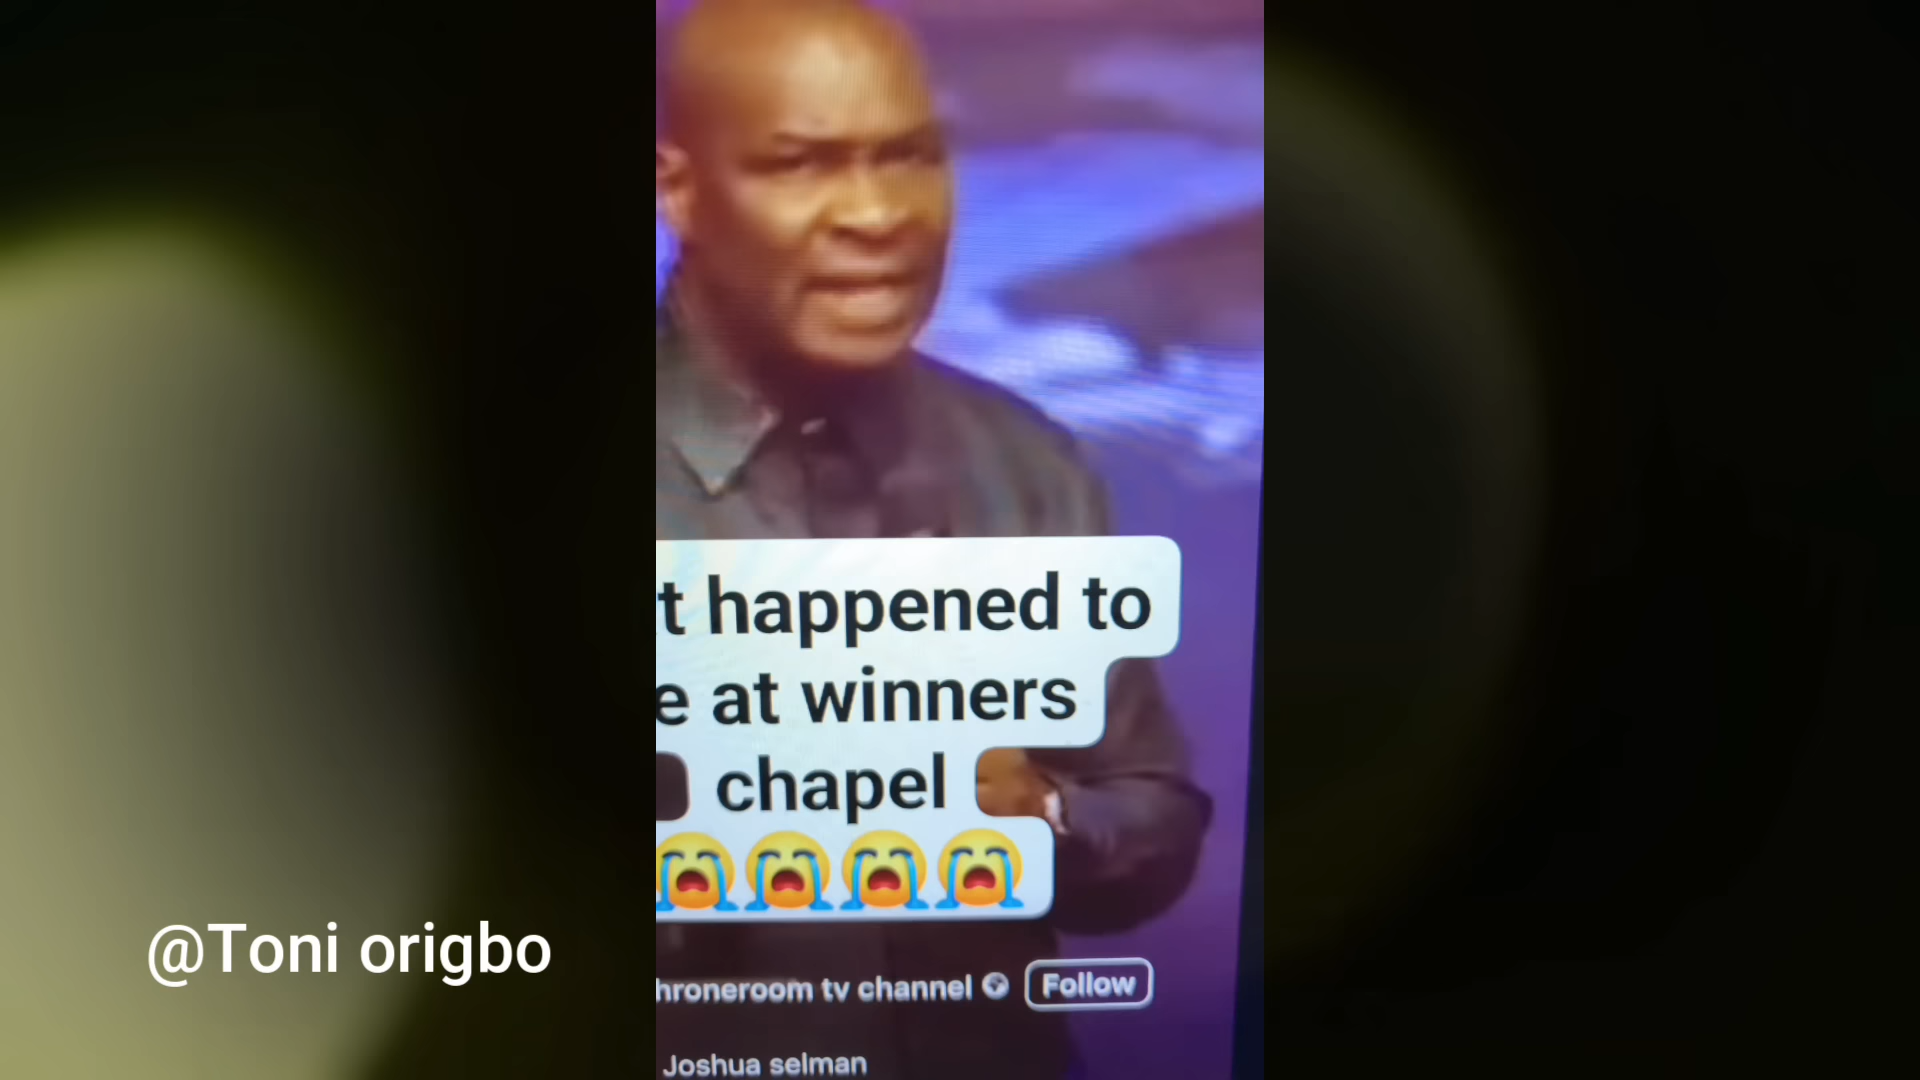 t happened to
e at winners
chapel
😭😭😭😭
@Toni origbo
hroneroom tv channel
Follow
Joshua selman